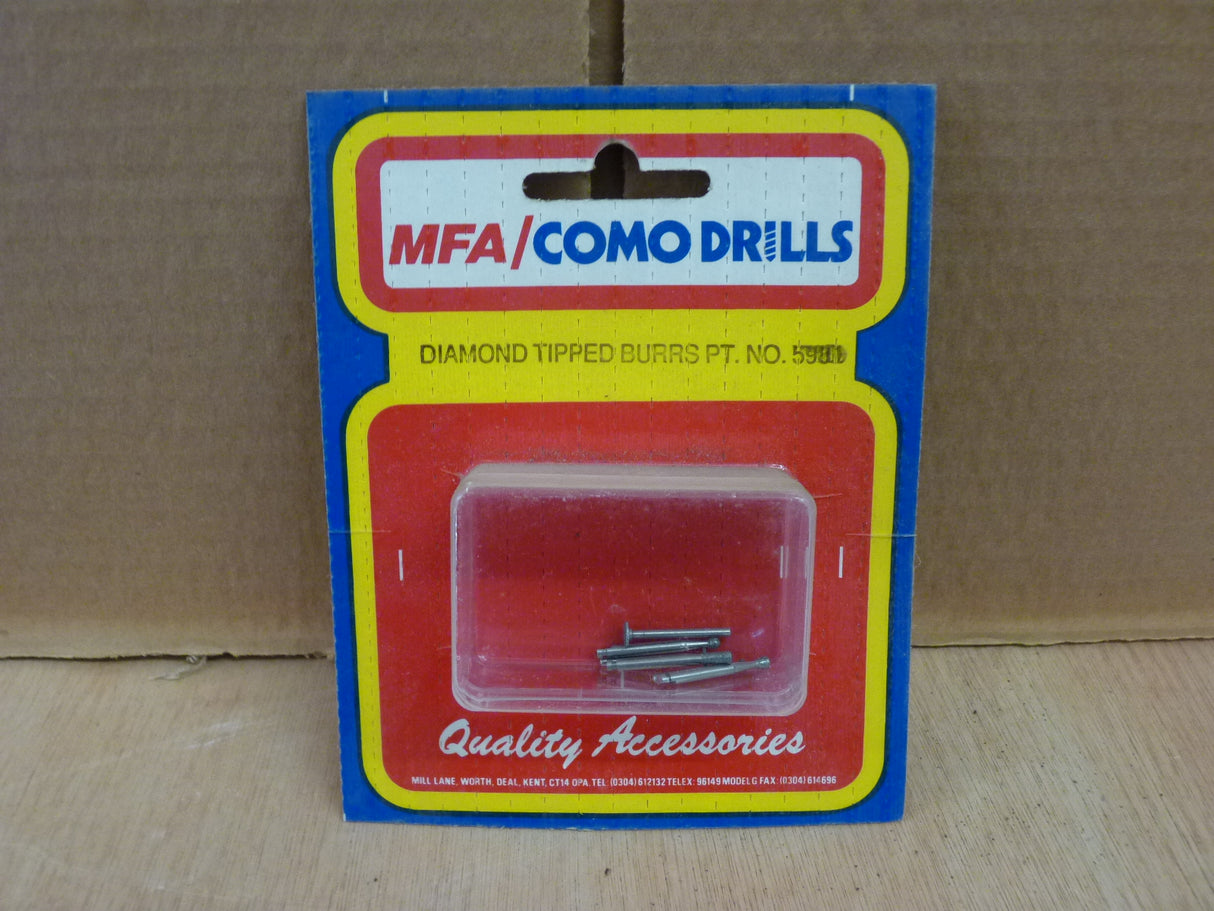 MFA/COMO DRILLS
DIAMOND TIPPED BURRS PT. NO.
Quality Accessories
MILL LANE, WORTH, DEAL, KENT, CT14 0PA. TEL: (0304) 612132 TELEX: 96149 MODEL G FAX: (0304) 614696